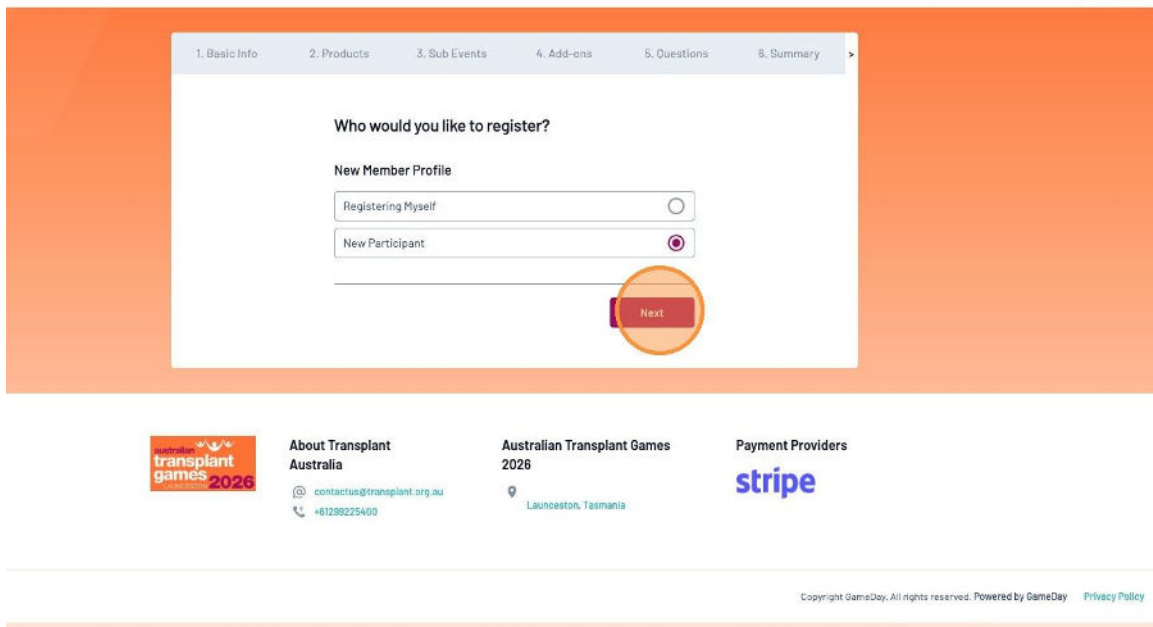 1. Basic Info 2. Products 3. Sub Events 4. Add-ons 5. Questions 6. Summary >
Who would you like to register?
New Member Profile
Registering Myself
New Participant
Next
australian
transplant
games
LAUNCESTON 2026
About Transplant
Australia
contactus@transplant.org.au
+61299225400
Australian Transplant Games
2026
Launceston, Tasmania
Payment Providers
stripe
Copyright GameDay. All rights reserved. Powered by GameDay Privacy Policy